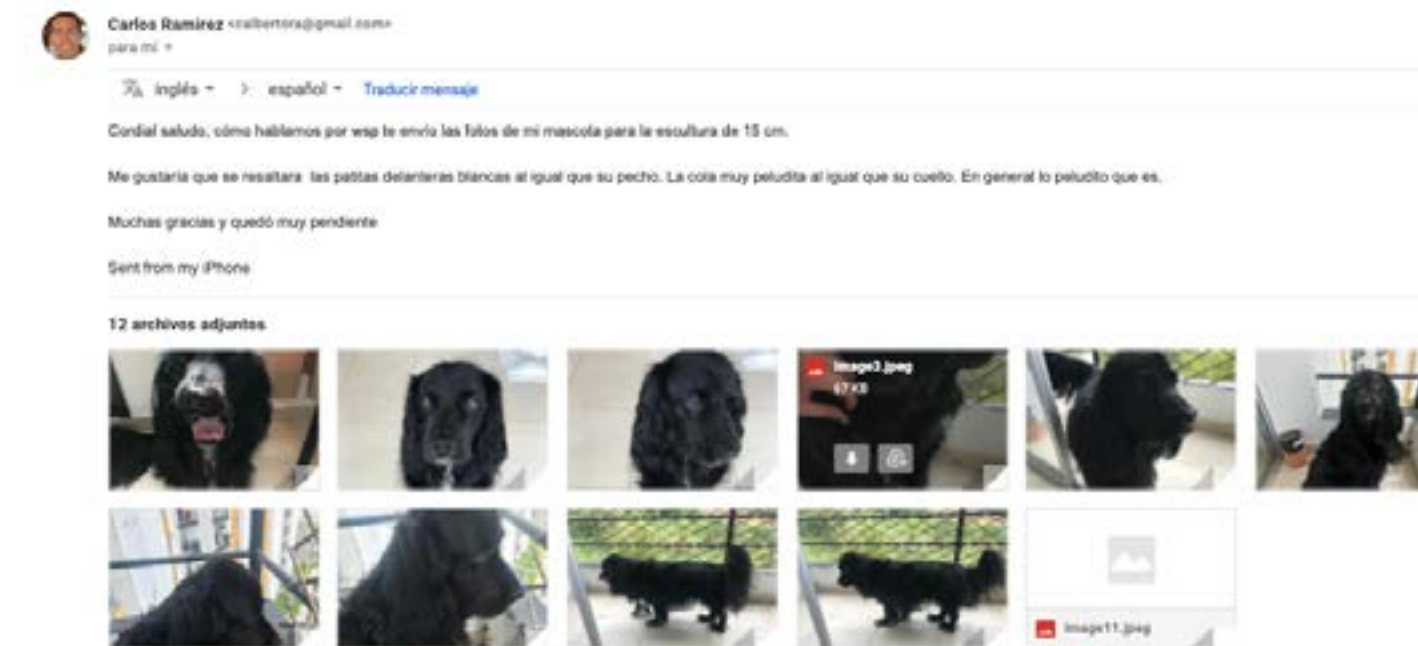 Carlos Ramirez <calbertora@gmail.com>
para mí
inglés > español Traducir mensaje
Cordial saludo, cómo hablamos por wsp te envío las fotos de mi mascota para la escultura de 15 cm.
Me gustaría que se resaltara las patitas delanteras blancas al igual que su pecho. La cola muy peludita al igual que su cuello. En general lo peludito que es.
Muchas gracias y quedó muy pendiente
Sent from my iPhone
12 archivos adjuntos
Image3.jpeg
67 KB
Image11.jpeg